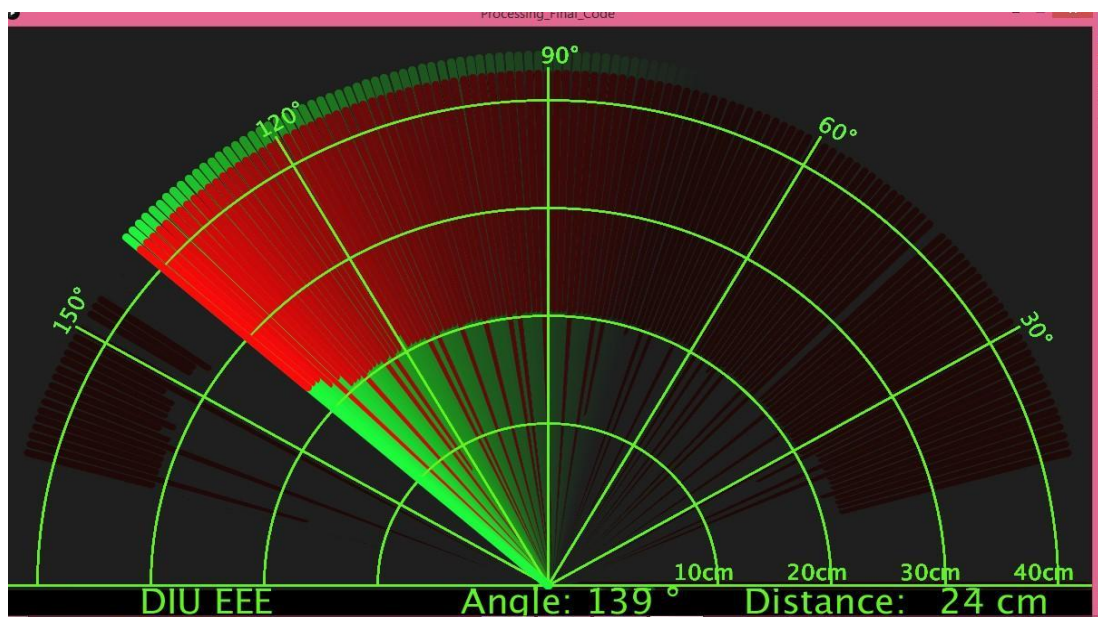 Processing_Final_Code
90°
120°
60°
150°
30°
10cm 20cm 30cm 40cm
DIU EEE Angle: 139 ° Distance: 24 cm